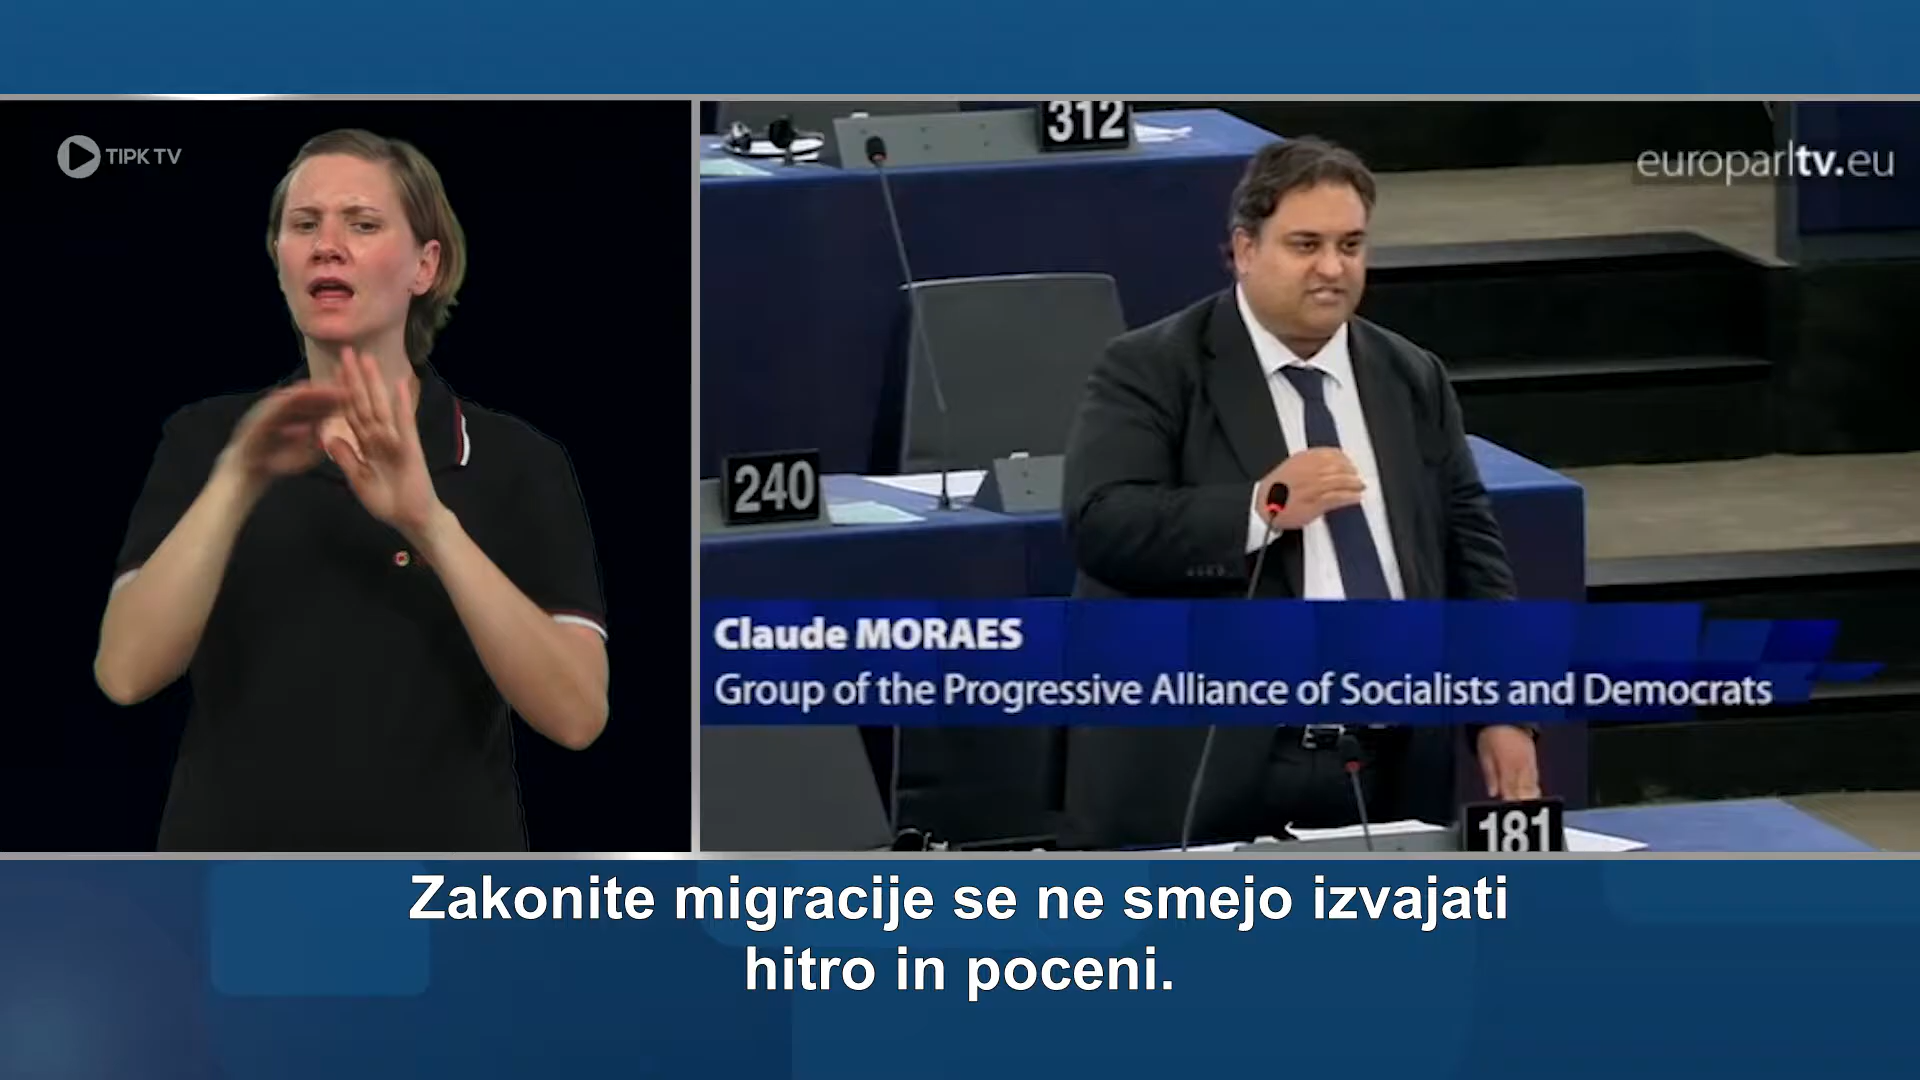 TIPK TV
312
europarltv.eu
240
Claude MORAES
Group of the Progressive Alliance of Socialists and Democrats
181
Zakonite migracije se ne smejo izvajati
hitro in poceni.